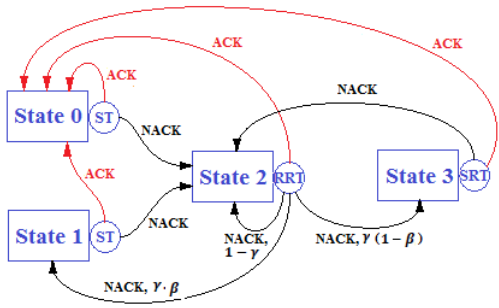 ACK
ACK
ACK
NACK
State 0
ST
NACK
State 2
RRT
State 3
SRT
ACK
NACK
State 1
ST
NACK,
1 − γ
NACK, γ (1 − β)
NACK, γ · β